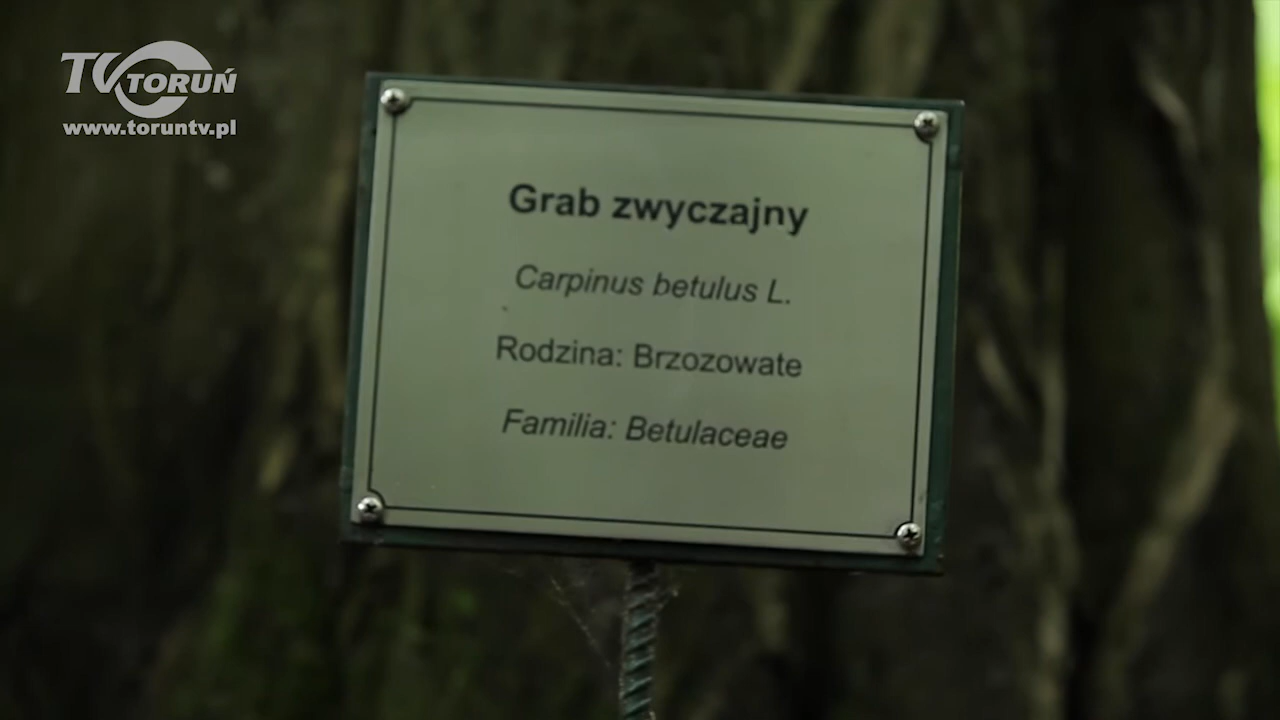 TV TORUŃ
www.toruntv.pl
Grab zwyczajny
Carpinus betulus L.
Rodzina: Brzozowate
Familia: Betulaceae